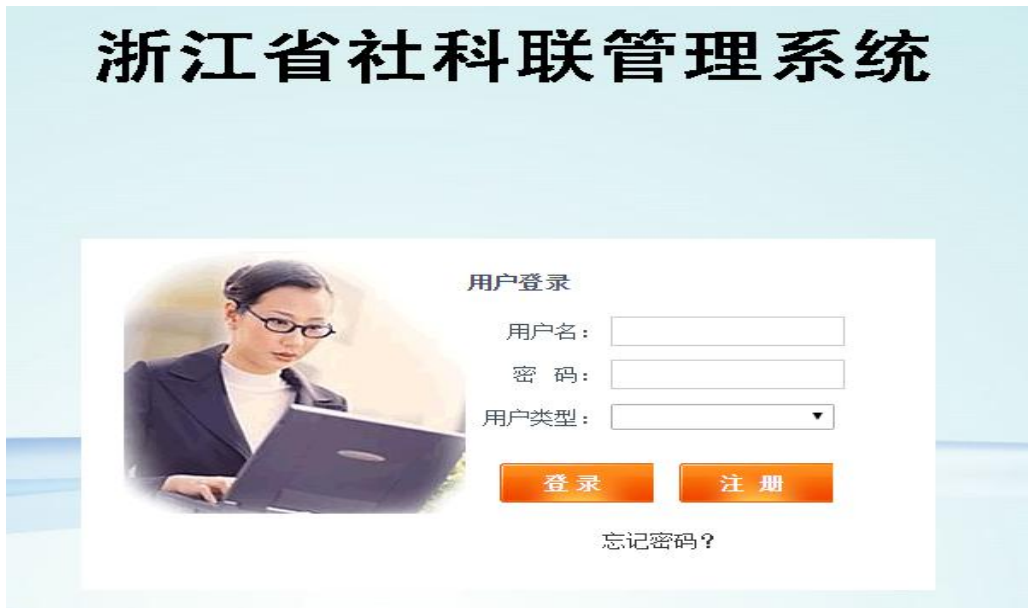 浙江省社科联管理系统
用户登录
用户名：
密 码：
用户类型：
登录 注 册
忘记密码？